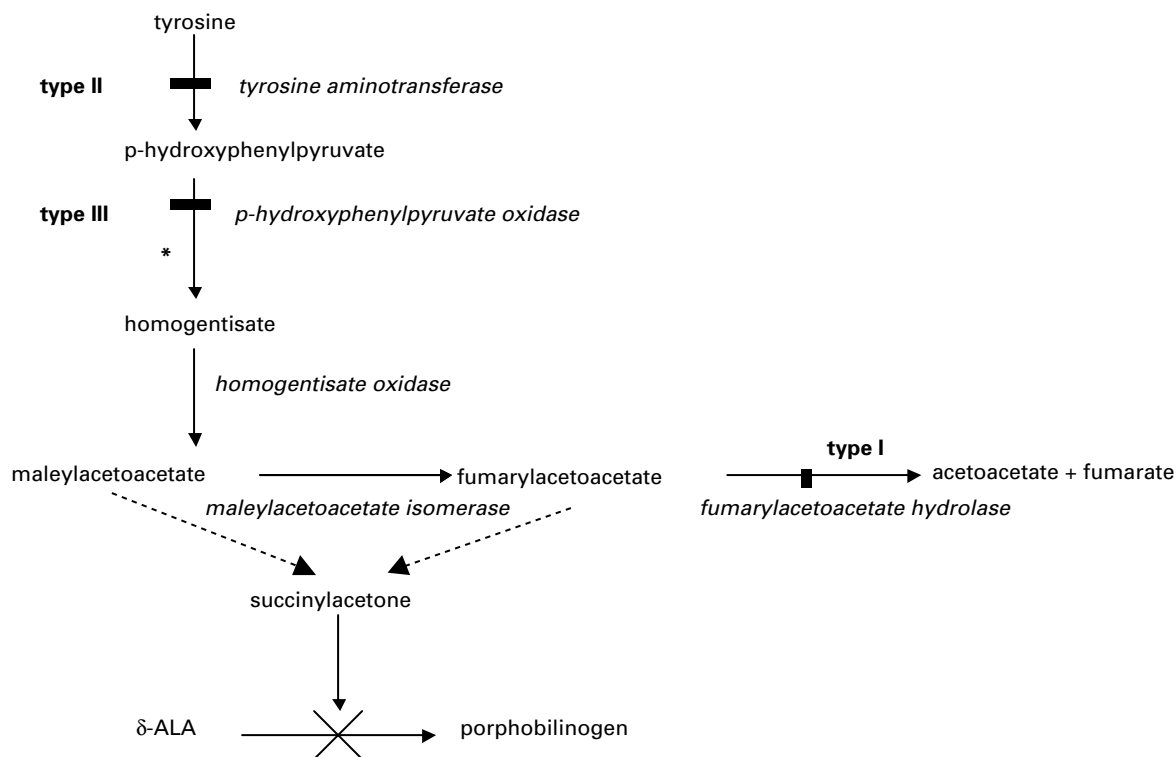 tyrosine
type II tyrosine aminotransferase
p-hydroxyphenylpyruvate
type III p-hydroxyphenylpyruvate oxidase
*
homogentisate
homogentisate oxidase
type I
maleylacetoacetate fumarylacetoacetate acetoacetate + fumarate
maleylacetoacetate isomerase fumarylacetoacetate hydrolase
succinylacetone
δ-ALA porphobilinogen